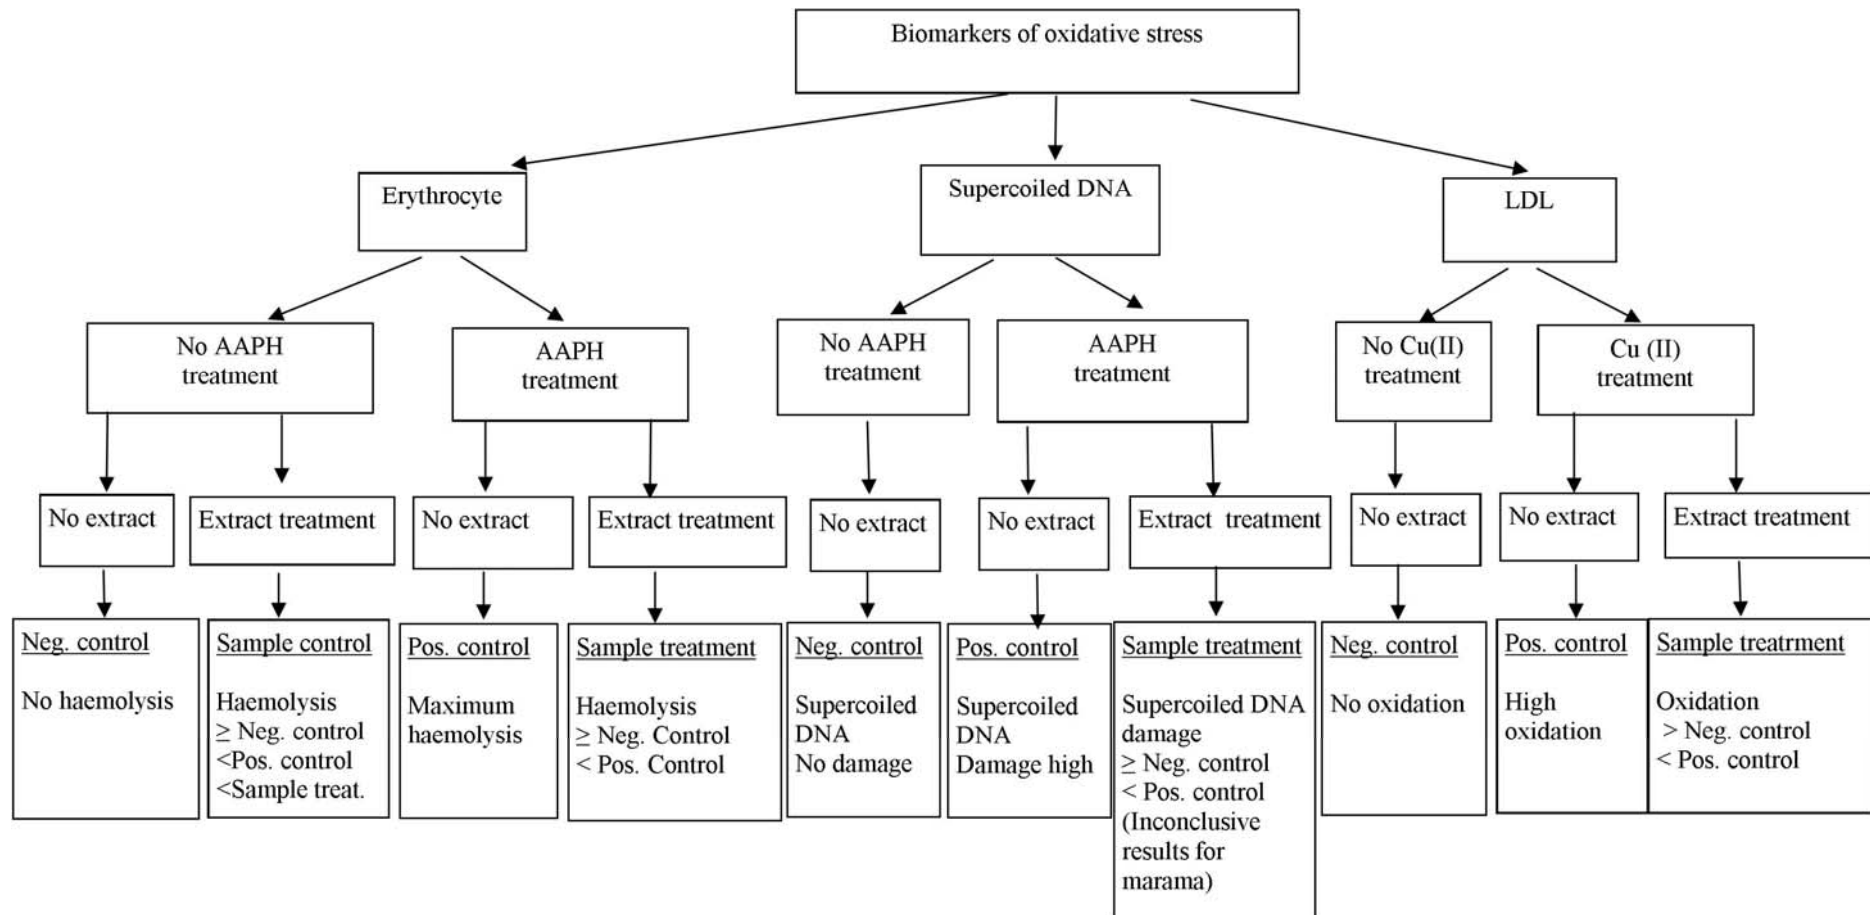 Biomarkers of oxidative stress
Erythrocyte
Supercoiled DNA
LDL
No AAPH
treatment
AAPH
treatment
No AAPH
treatment
AAPH
treatment
No Cu(II)
treatment
Cu (II)
treatment
No extract
Extract treatment
No extract
Extract treatment
No extract
No extract
Extract treatment
No extract
No extract
Extract treatment
Neg. control
No haemolysis
Sample control
Haemolysis
≥ Neg. control
<Pos. control
<Sample treat.
Pos. control
Maximum
haemolysis
Sample treatment
Haemolysis
≥ Neg. Control
< Pos. Control
Neg. control
Supercoiled
DNA
No damage
Pos. control
Supercoiled
DNA
Damage high
Sample treatment
Supercoiled DNA
damage
≥ Neg. control
< Pos. control
(Inconclusive
results for
marama)
Neg. control
No oxidation
Pos. control
High
oxidation
Sample treatrment
Oxidation
> Neg. control
< Pos. control